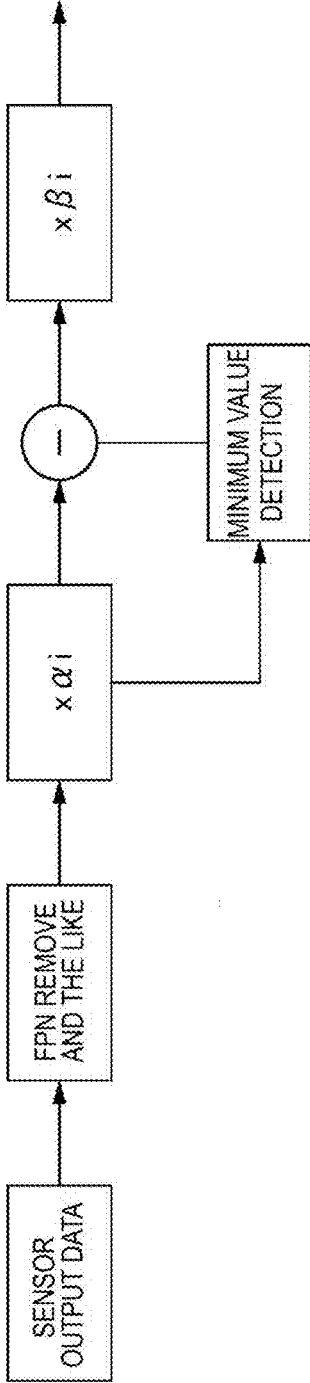 SENSOR
OUTPUT DATA
FPN REMOVE
AND THE LIKE
×αi
−
MINIMUM VALUE
DETECTION
×βi